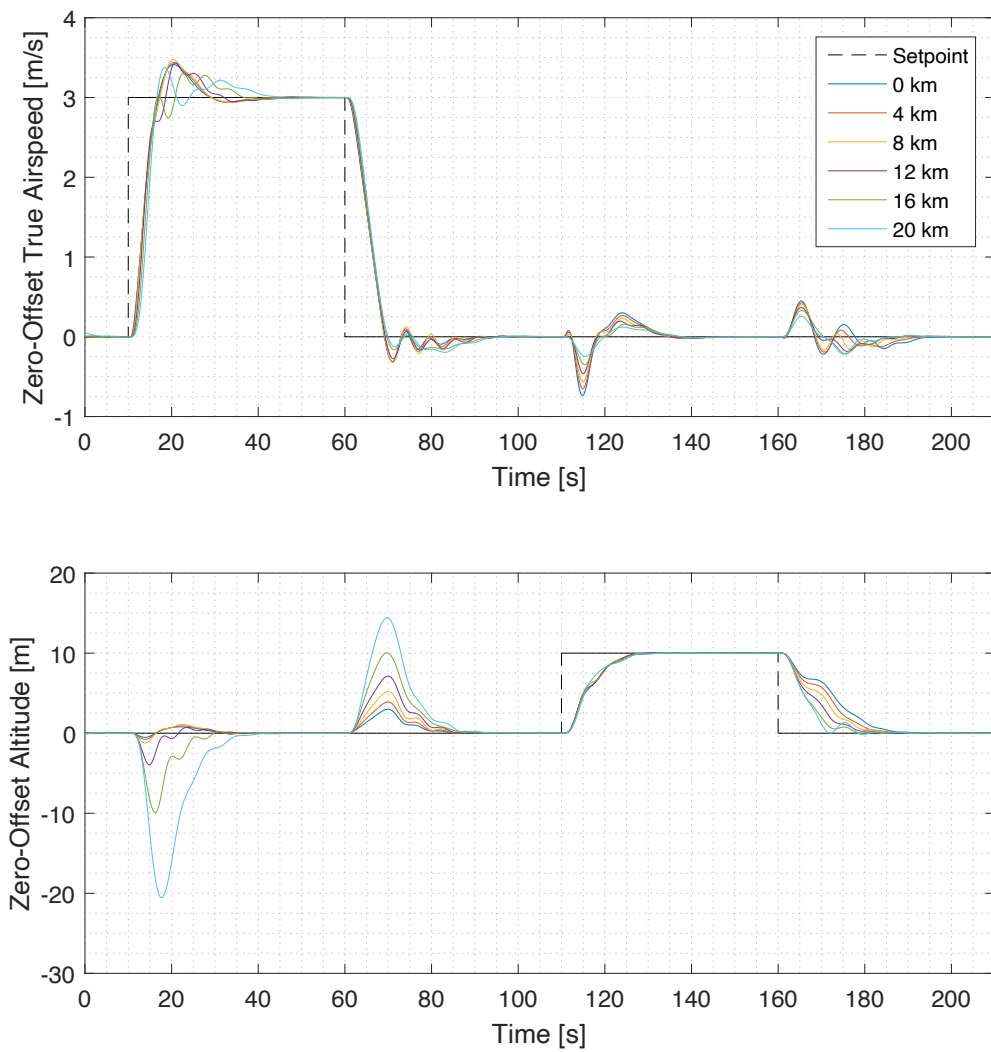 Zero-Offset True Airspeed [m/s]
4
3
2
1
0
-1
Setpoint
0 km
4 km
8 km
12 km
16 km
20 km
0 20 40 60 80 100 120 140 160 180 200
Time [s]
Zero-Offset Altitude [m]
20
10
0
-10
-20
-30
0 20 40 60 80 100 120 140 160 180 200
Time [s]